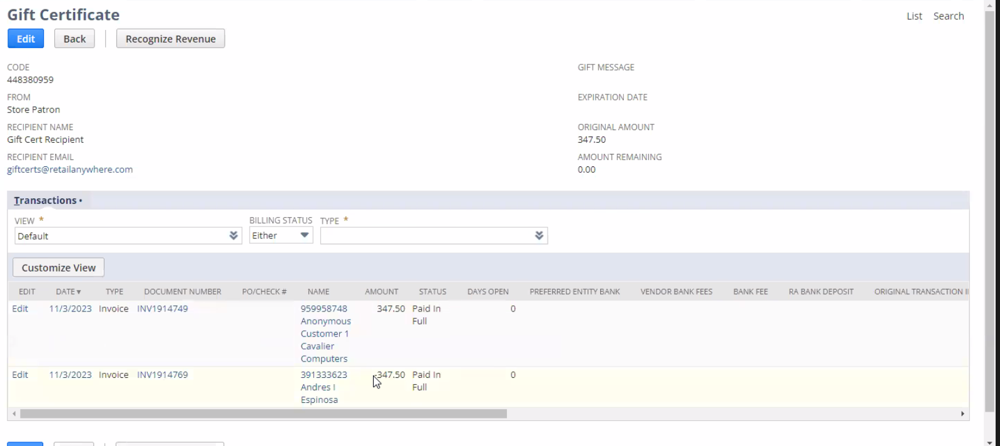 Gift Certificate
List Search
Edit Back Recognize Revenue
CODE
448380959
GIFT MESSAGE
FROM
Store Patron
EXPIRATION DATE
RECIPIENT NAME
Gift Cert Recipient
ORIGINAL AMOUNT
347.50
RECIPIENT EMAIL
giftcerts@retailanywhere.com
AMOUNT REMAINING
0.00
Transactions •
VIEW * BILLING STATUS TYPE *
Default Either
Customize View
EDIT DATE▼ TYPE DOCUMENT NUMBER PO/CHECK # NAME AMOUNT STATUS DAYS OPEN PREFERRED ENTITY BANK VENDOR BANK FEES BANK FEE RA BANK DEPOSIT ORIGINAL TRANSACTION
Edit 11/3/2023 Invoice INV1914749 959958748 347.50 Paid In 0
Anonymous Full
Customer 1
Cavalier
Computers
Edit 11/3/2023 Invoice INV1914769 391333623 -347.50 Paid In 0
Andres I Full
Espinosa